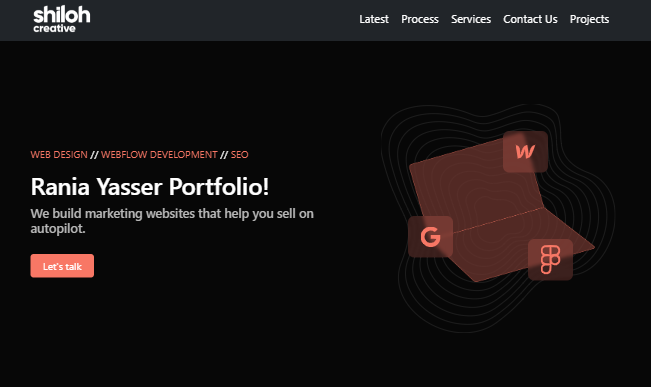 shiloh
creative
Latest Process Services Contact Us Projects
WEB DESIGN // WEBFLOW DEVELOPMENT // SEO
Rania Yasser Portfolio!
We build marketing websites that help you sell on
autopilot.
Let's talk